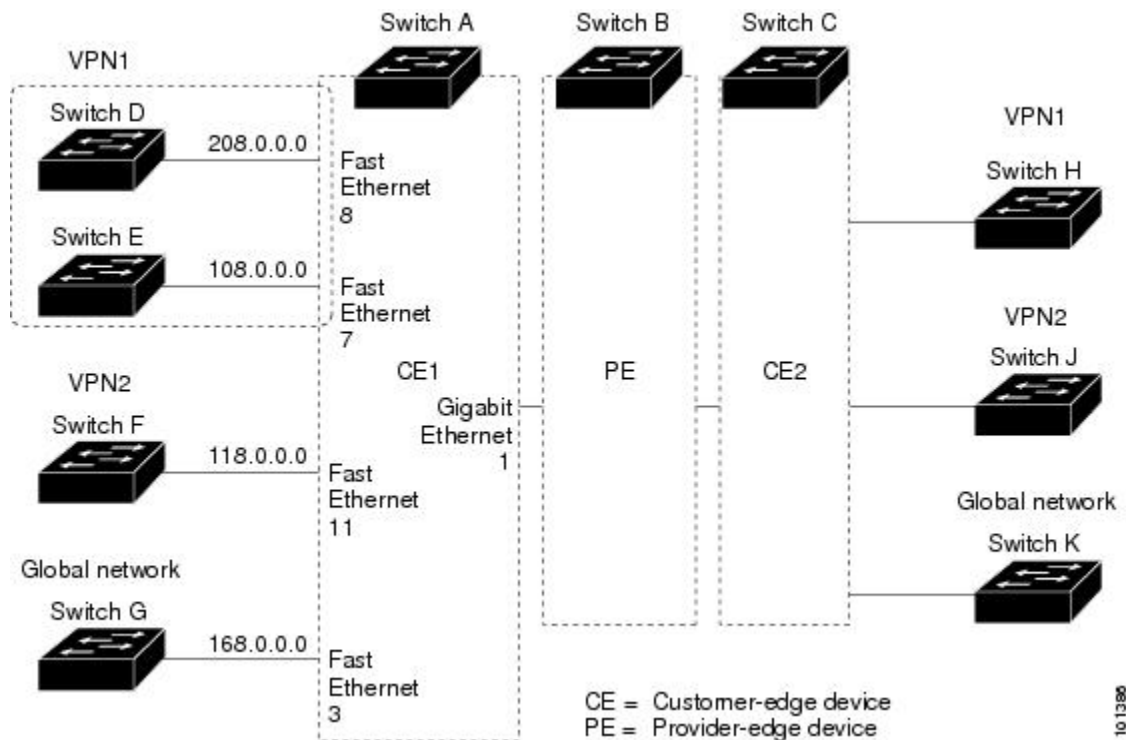 Switch A
Switch B
Switch C
VPN1
Switch D
208.0.0.0
Fast
Ethernet
8
Switch E
108.0.0.0
Fast
Ethernet
7
VPN2
Switch F
118.0.0.0
Fast
Ethernet
11
Global network
Switch G
168.0.0.0
Fast
Ethernet
3
CE1
Gigabit
Ethernet
1
PE
CE2
VPN1
Switch H
VPN2
Switch J
Global network
Switch K
CE = Customer-edge device
PE = Provider-edge device
101386